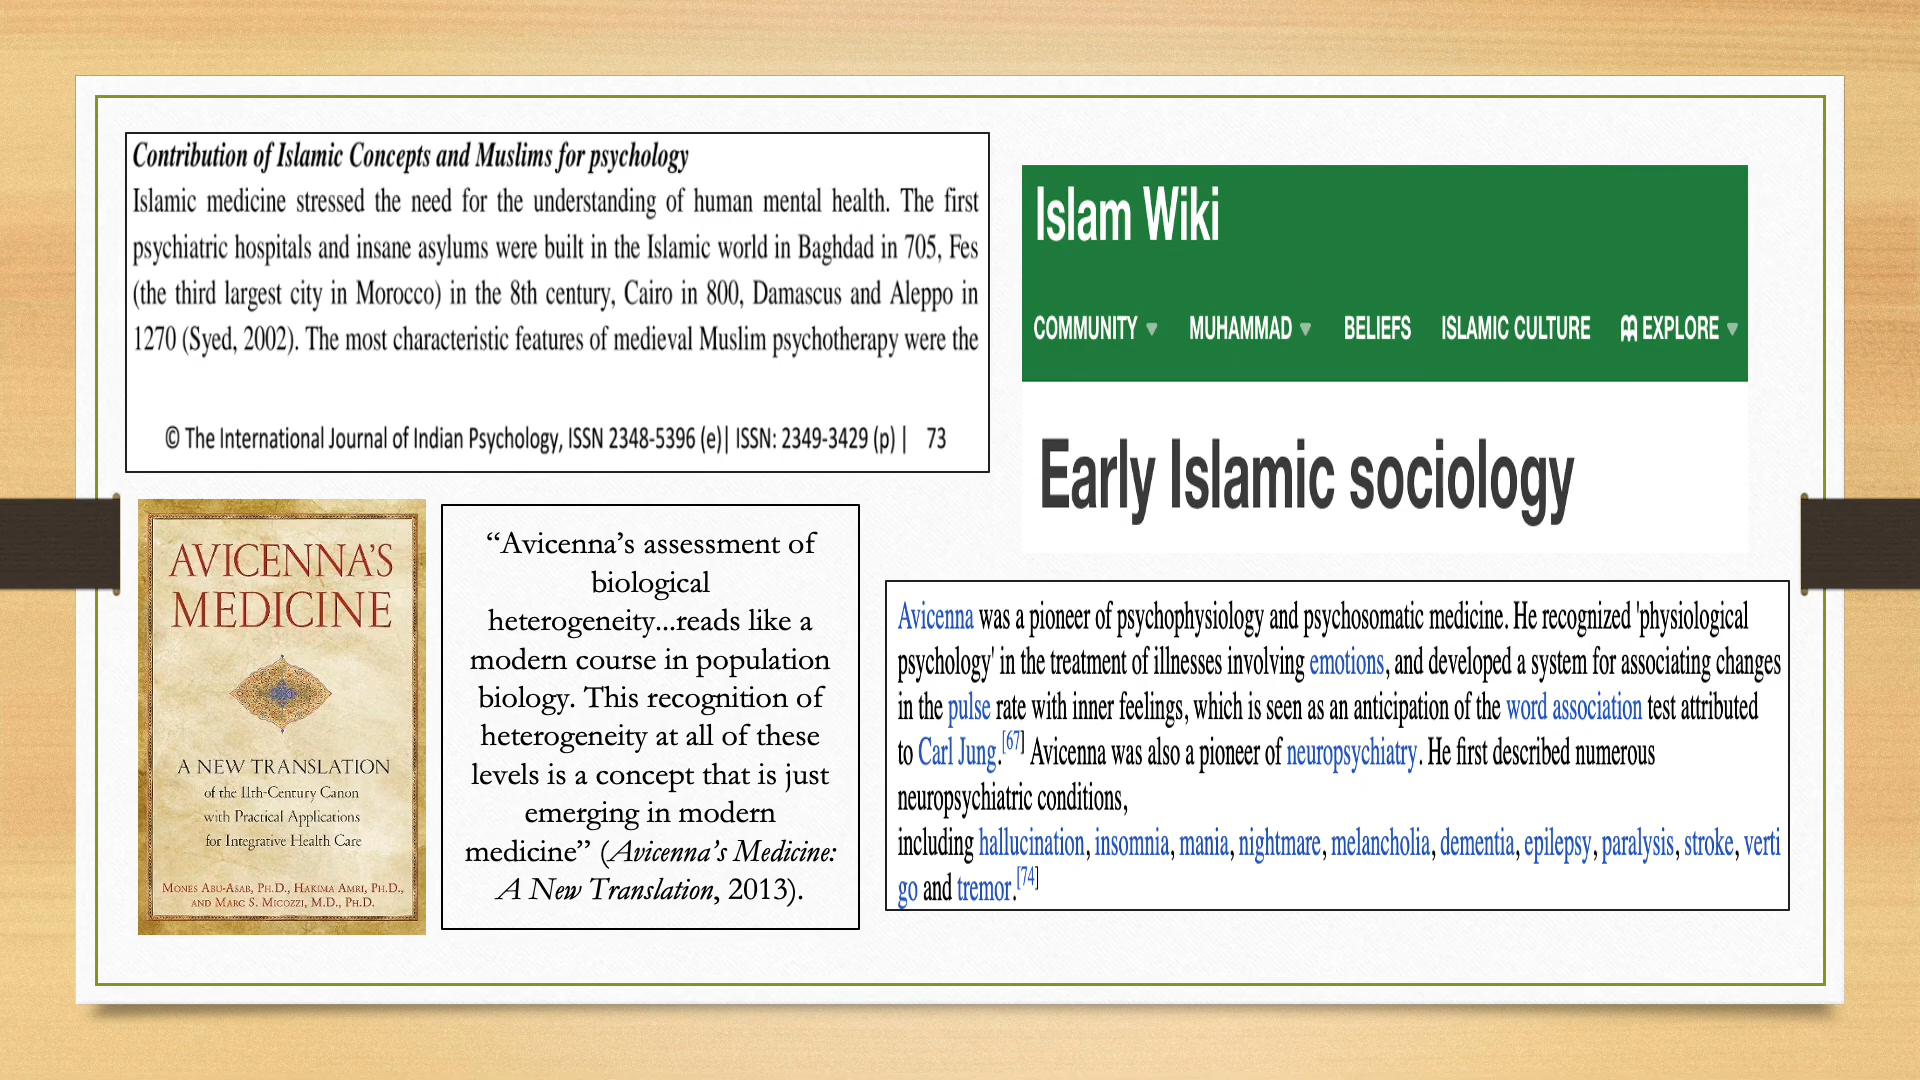 Contribution of Islamic Concepts and Muslims for psychology
Islamic medicine stressed the need for the understanding of human mental health. The first
psychiatric hospitals and insane asylums were built in the Islamic world in Baghdad in 705, Fes
(the third largest city in Morocco) in the 8th century, Cairo in 800, Damascus and Aleppo in
1270 (Syed, 2002). The most characteristic features of medieval Muslim psychotherapy were the
© The International Journal of Indian Psychology, ISSN 2348-5396 (e)| ISSN: 2349-3429 (p) | 73
Islam Wiki
COMMUNITY MUHAMMAD BELIEFS ISLAMIC CULTURE EXPLORE
Early Islamic sociology
AVICENNA'S
MEDICINE
A NEW TRANSLATION
of the 11th-Century Canon
with Practical Applications
for Integrative Health Care
MONES ABU-ASAB, PH.D., HAKIMA AMRI, PH.D.,
AND MARC S. MICOZZI, M.D., PH.D.
“Avicenna’s assessment of
biological
heterogeneity...reads like a
modern course in population
biology. This recognition of
heterogeneity at all of these
levels is a concept that is just
emerging in modern
medicine” (Avicenna’s Medicine:
A New Translation, 2013).
Avicenna was a pioneer of psychophysiology and psychosomatic medicine. He recognized 'physiological
psychology' in the treatment of illnesses involving emotions, and developed a system for associating changes
in the pulse rate with inner feelings, which is seen as an anticipation of the word association test attributed
to Carl Jung.[67] Avicenna was also a pioneer of neuropsychiatry. He first described numerous
neuropsychiatric conditions,
including hallucination, insomnia, mania, nightmare, melancholia, dementia, epilepsy, paralysis, stroke, verti
go and tremor.[74]